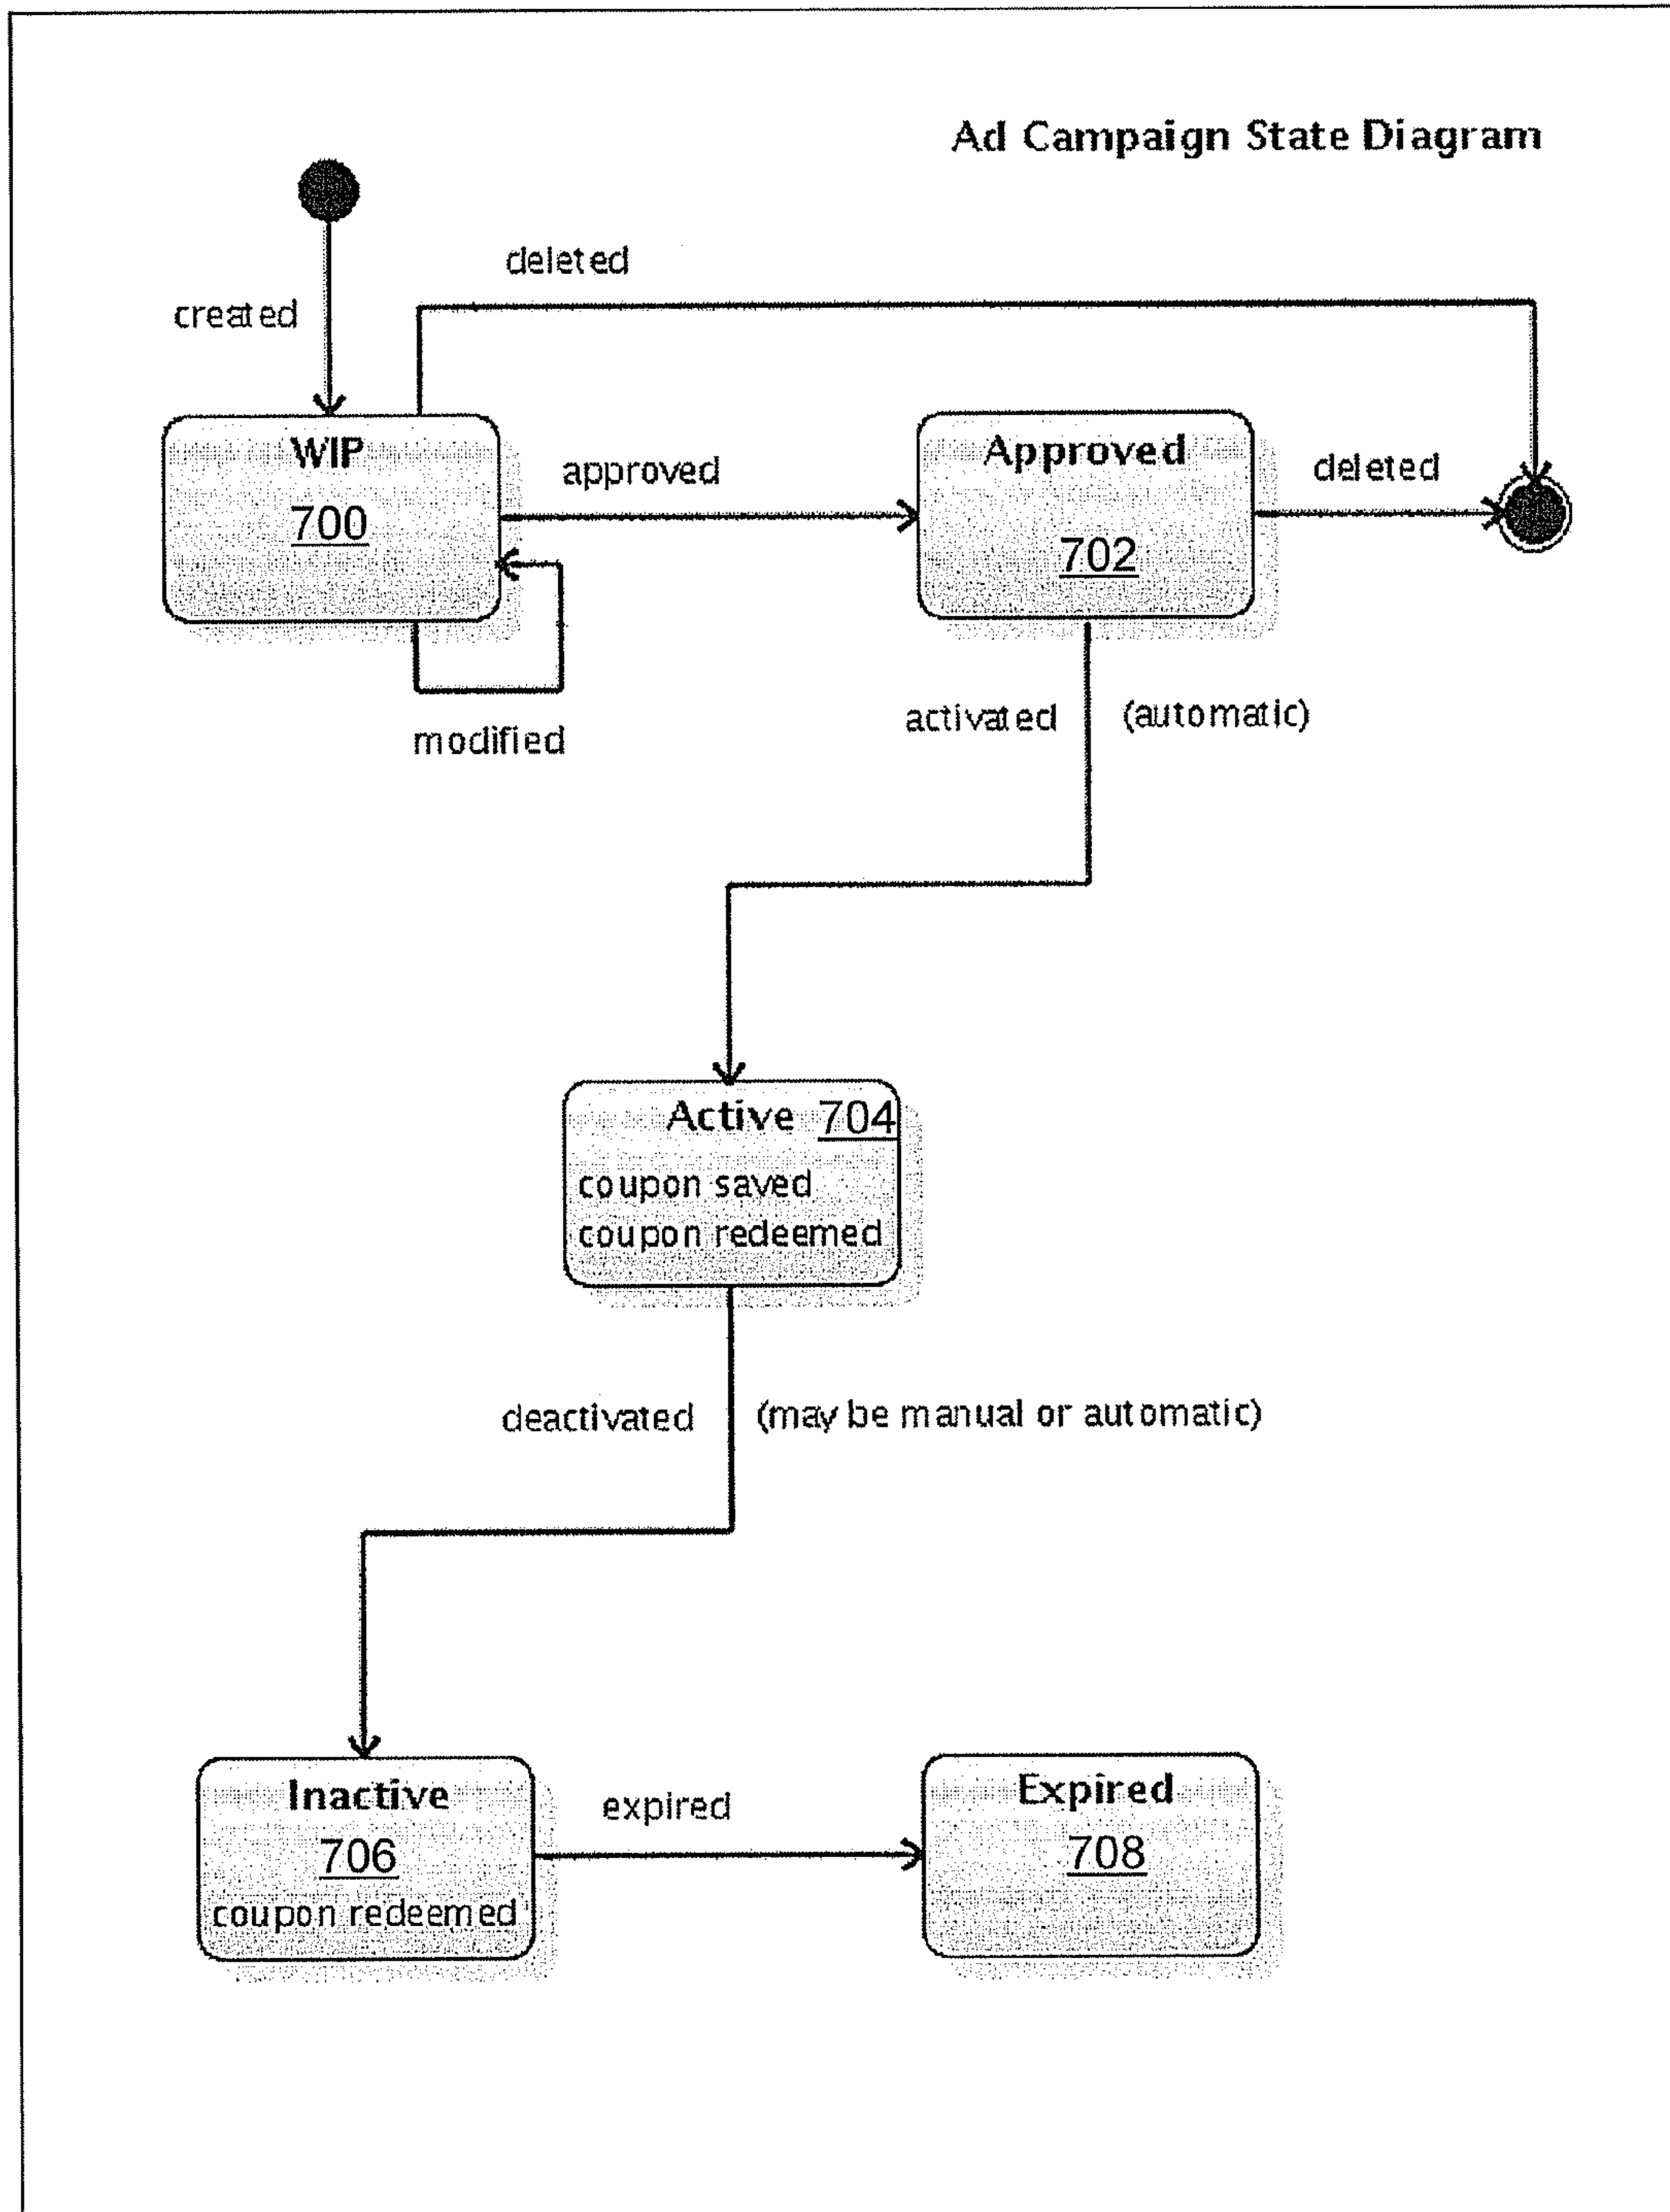 Ad Campaign State Diagram
deleted
created
WIP
700
approved
Approved
702
deleted
modified
activated (automatic)
Active 704
coupon saved
coupon redeemed
deactivated (may be manual or automatic)
Inactive
706
coupon redeemed
expired
Expired
708